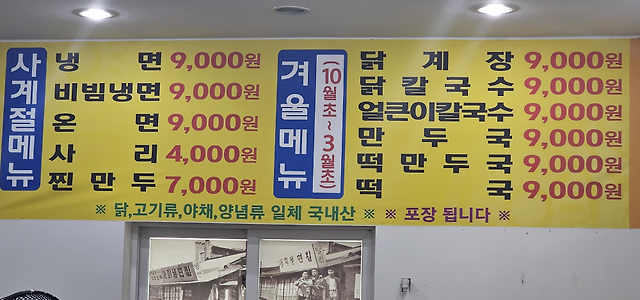 사계절메뉴
냉면 9,000원
비빔냉면 9,000원
온면 9,000원
사리 4,000원
찐만두 7,000원
겨울메뉴
(10월초~3월초)
닭계장 9,000원
닭칼국수 9,000원
얼큰이칼국수 9,000원
만두국 9,000원
떡만두국 9,000원
떡국 9,000원
※ 닭,고기류,야채,양념류 일체 국내산 ※ ※ 포장 됩니다 ※